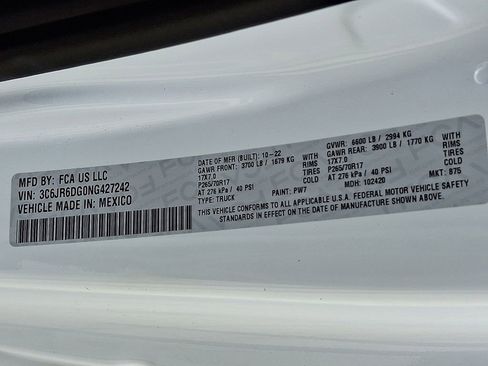 MFD BY: FCA US LLC
VIN: 3C6JR6DG0NG427242
VEHICLE MADE IN: MEXICO
DATE OF MFR (BUILT): 10-22 GVWR: 6600 LB / 2994 KG
GAWR FRONT: 3700 LB / 1679 KG WITH GAWR REAR: 3900 LB / 1770 KG WITH
17X7.0 RIMS 17X7.0 RIMS
P265/70R17 TIRES P265/70R17 TIRES
AT 276 kPa / 40 PSI COLD AT 276 kPa / 40 PSI COLD
TYPE: TRUCK PAINT: PW7 MDH: 102420 MKT: B75
THIS VEHICLE CONFORMS TO ALL APPLICABLE U.S.A. FEDERAL MOTOR VEHICLE SAFETY
STANDARDS IN EFFECT ON THE DATE OF MANUFACTURE SHOWN ABOVE.